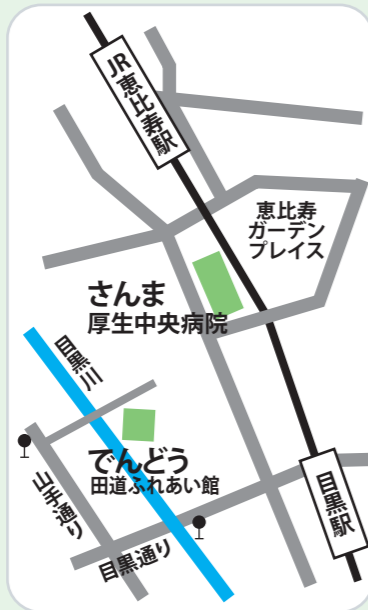 JR恵比寿駅
恵比寿
ガーデン
プレイス
さんま
厚生中央病院
目黒川
でんどう
田道ふれあい館
山手通り
目黒通り
目黒駅